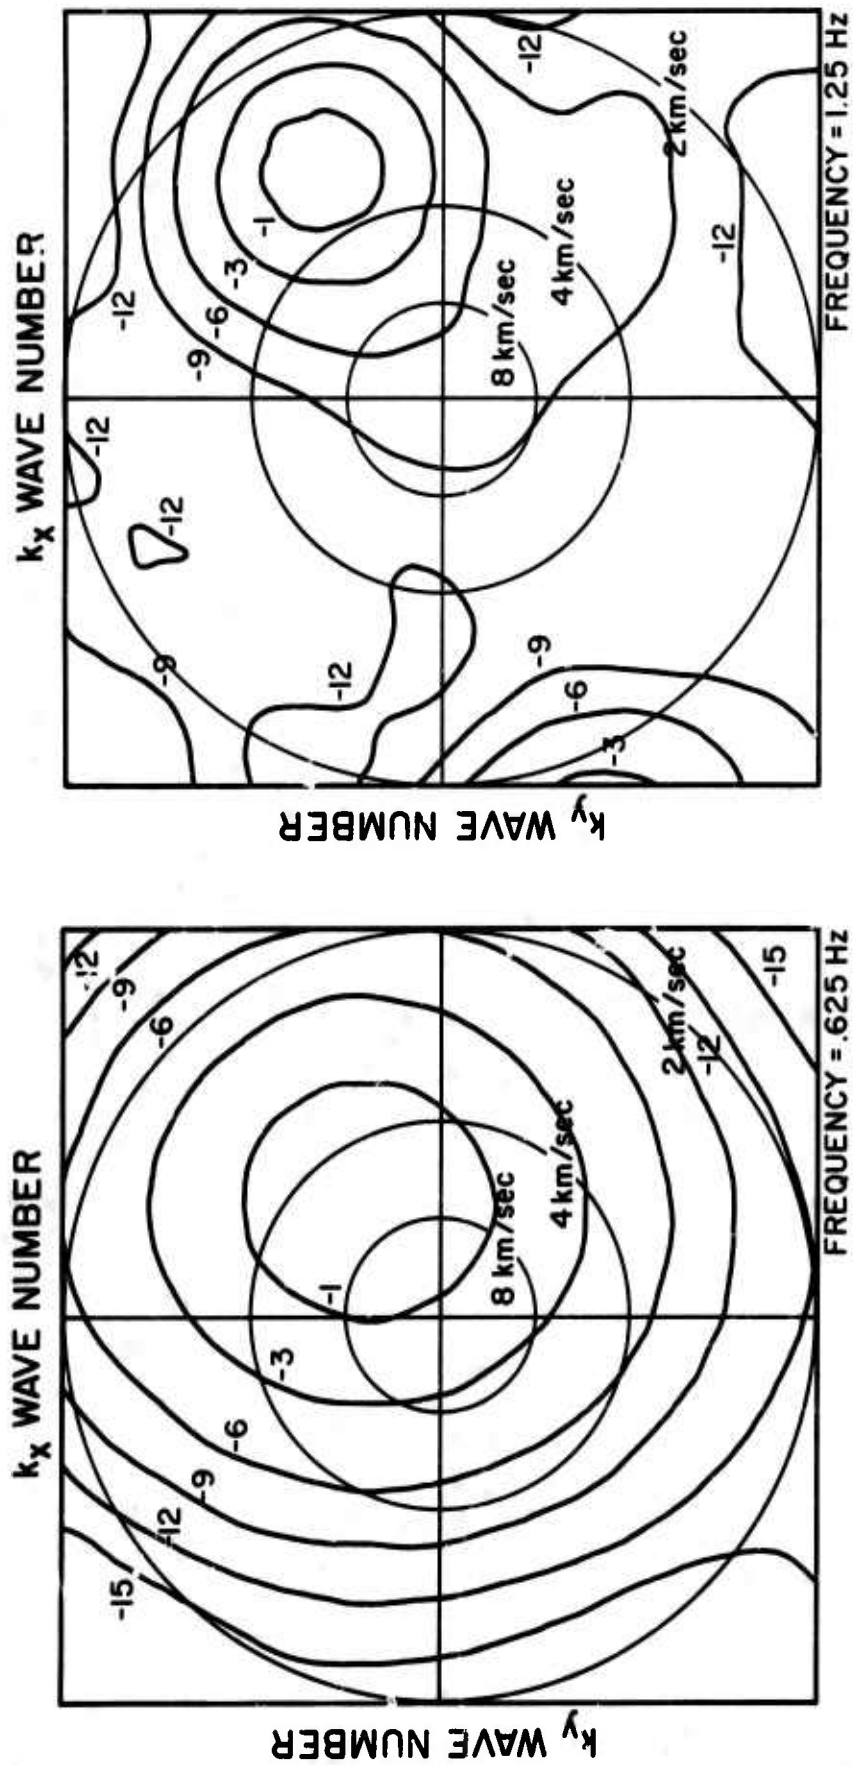 kx WAVE NUMBER
ky WAVE NUMBER
-12
-9
-6
-15
-12
-9
-6
-3
-1
8 km/sec
4 km/sec
2 km/sec
-12
-15
FREQUENCY = .625 Hz
kx WAVE NUMBER
ky WAVE NUMBER
-12
-12
-9
-12
-9
-6
-3
-1
-12
8 km/sec
4 km/sec
2 km/sec
-12
-9
-6
-3
-12
FREQUENCY = 1.25 Hz